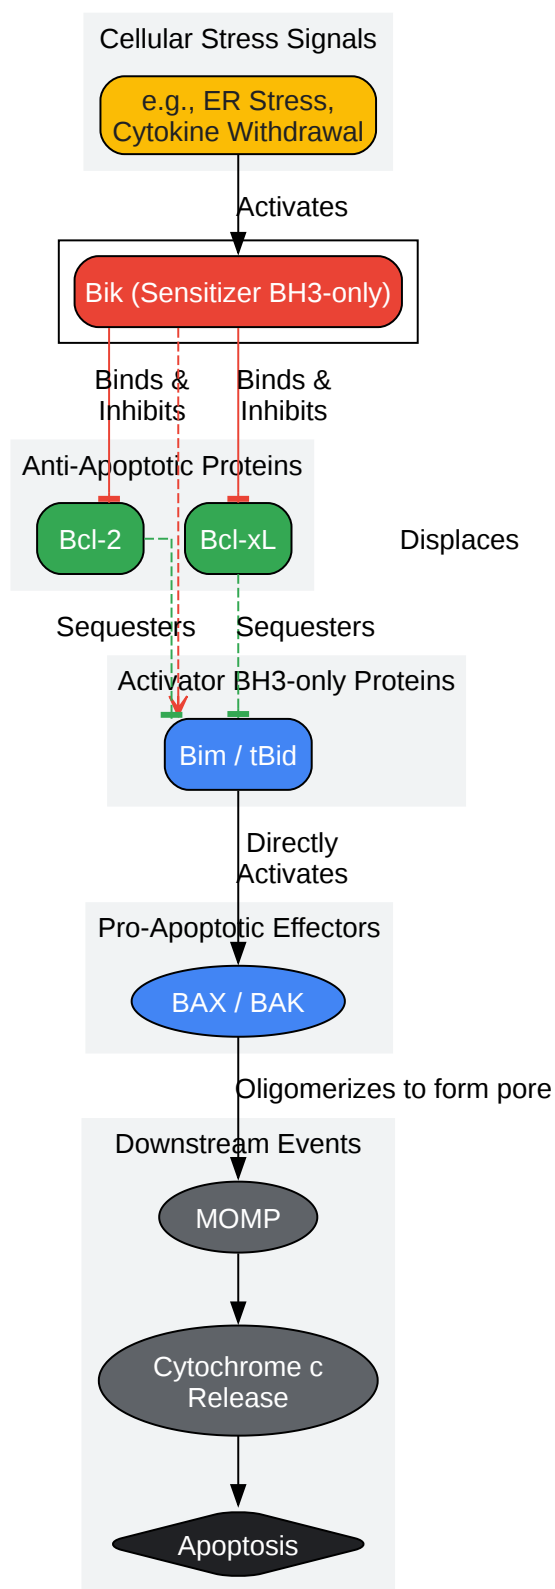 Cellular Stress Signals
e.g., ER Stress,
Cytokine Withdrawal
Activates
Bik (Sensitizer BH3-only)
Binds &
Inhibits
Binds &
Inhibits
Anti-Apoptotic Proteins
Bcl-2
Bcl-xL
Displaces
Sequesters
Sequesters
Activator BH3-only Proteins
Bim / tBid
Directly
Activates
Pro-Apoptotic Effectors
BAX / BAK
Oligomerizes to form pore
Downstream Events
MOMP
Cytochrome c
Release
Apoptosis